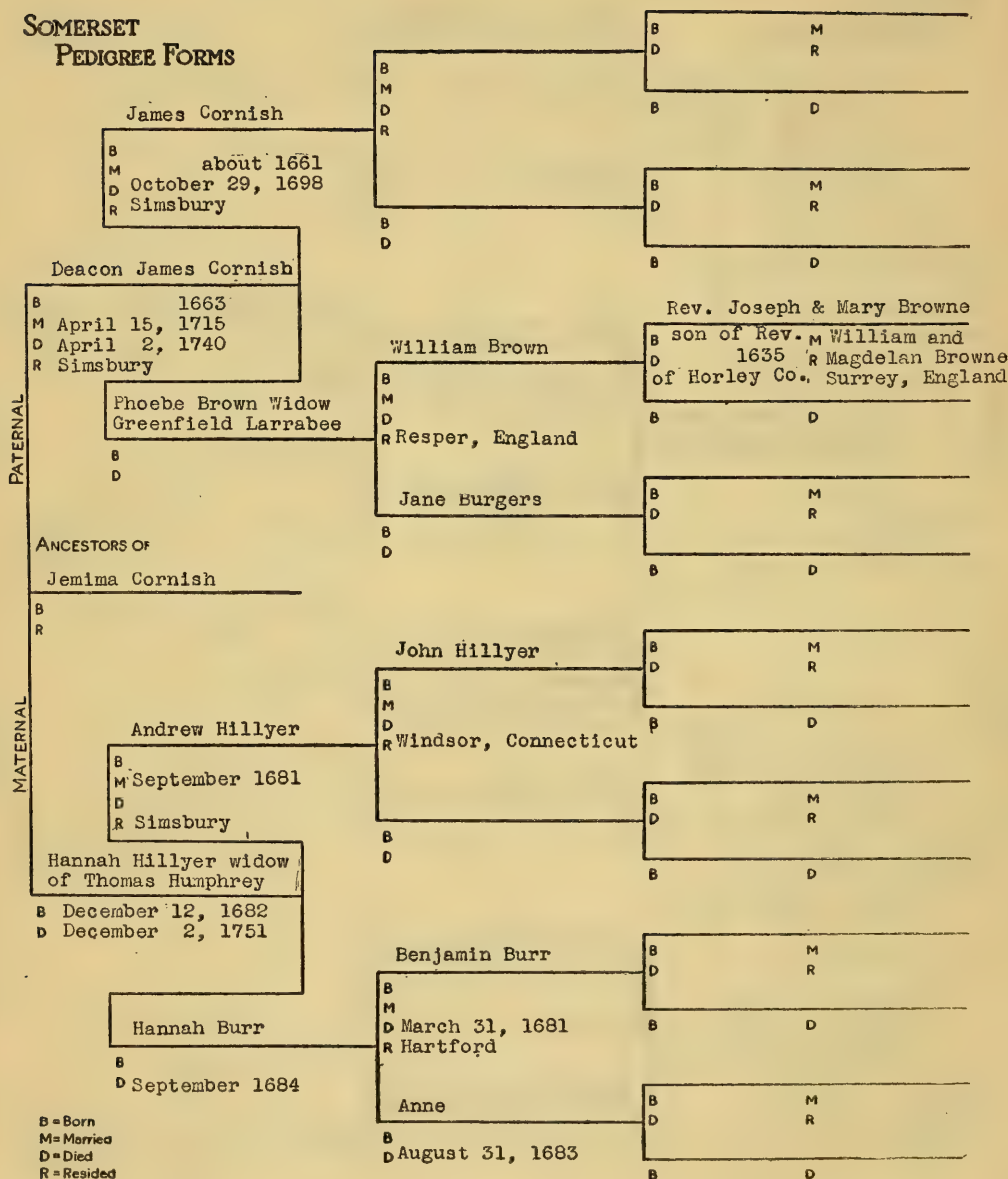 SOMERSET
PEDIGREE FORMS
B M
D R
B D
B
M
D
R
James Cornish
B
M about 1661
D October 29, 1698
R Simsbury
B M
D R
B D
B
D
Deacon James Cornish
B 1663
M April 15, 1715
D April 2, 1740
R Simsbury
Rev. Joseph & Mary Browne
B son of Rev. M William and
D 1635 R Magdelan Browne
of Horley Co., Surrey, England
B D
William Brown
B
M
D
R Resper, England
Phoebe Brown Widow
Greenfield Larrabee
B
D
PATERNAL
Jane Burgers
B
D
B M
D R
B D
ANCESTORS OF
Jemima Cornish
B
R
MATERNAL
John Hillyer
B
M
D
R Windsor, Connecticut
B M
D R
B D
Andrew Hillyer
B
M September 1681
D
R Simsbury
B M
D R
B D
B
D
Hannah Hillyer widow
of Thomas Humphrey
B December 12, 1682
D December 2, 1751
Benjamin Burr
B
M
D March 31, 1681
R Hartford
B M
D R
B D
Hannah Burr
B
D September 1684
Anne
B
D August 31, 1683
B M
D R
B D
B = Born
M = Married
D = Died
R = Resided